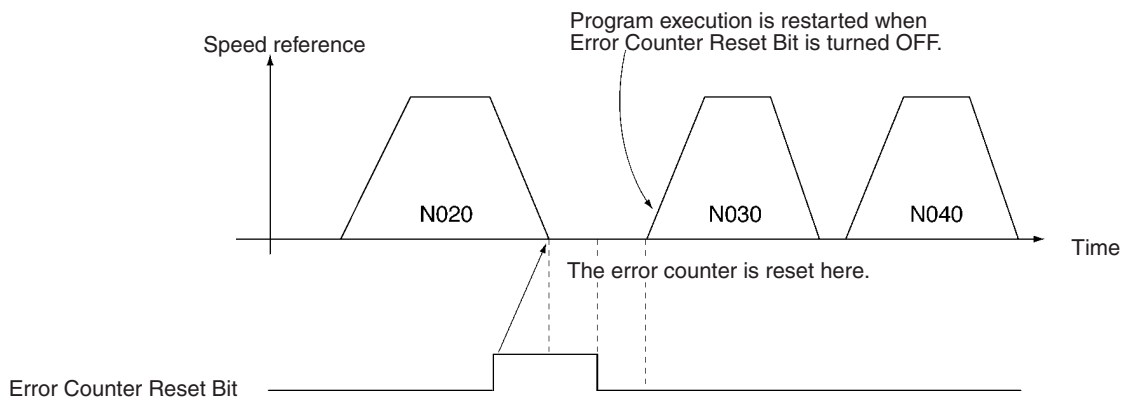 Program execution is restarted when
Error Counter Reset Bit is turned OFF.
Speed reference
N020
N030
N040
Time
The error counter is reset here.
Error Counter Reset Bit